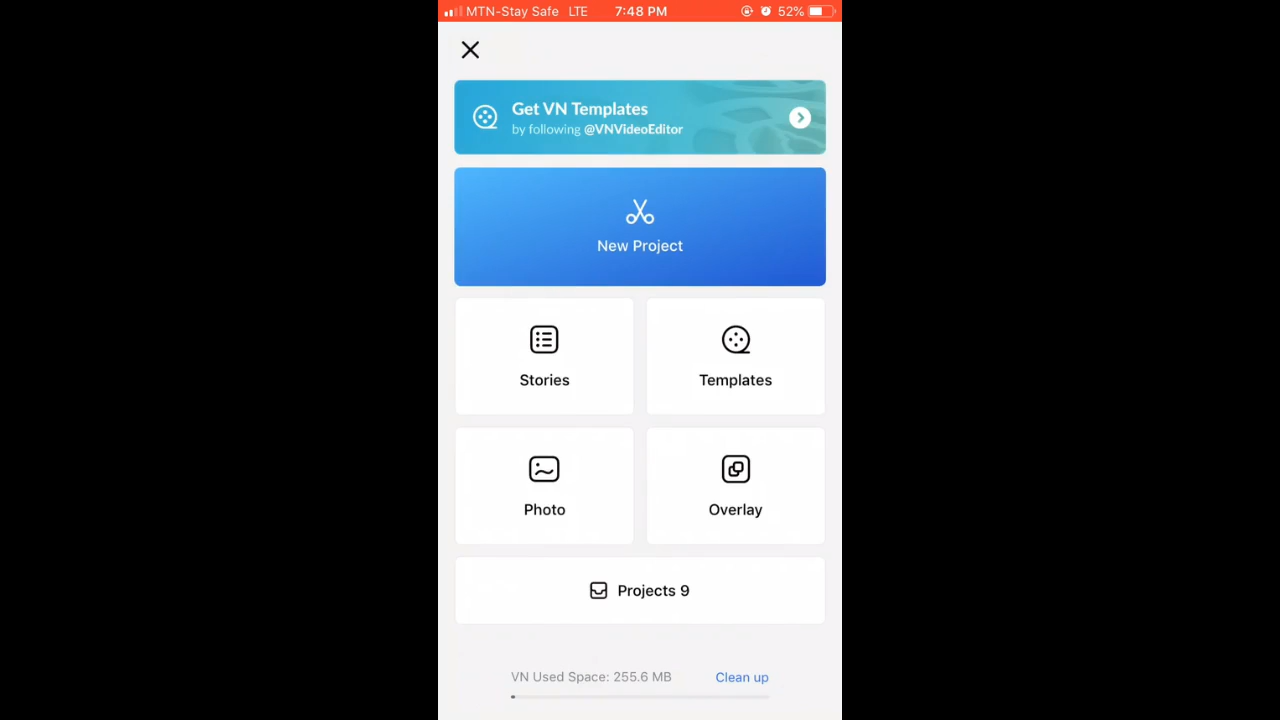 MTN-Stay Safe LTE 7:48 PM 52%
Get VN Templates
by following @VNVideoEditor
New Project
Stories
Templates
Photo
Overlay
Projects 9
VN Used Space: 255.6 MB Clean up